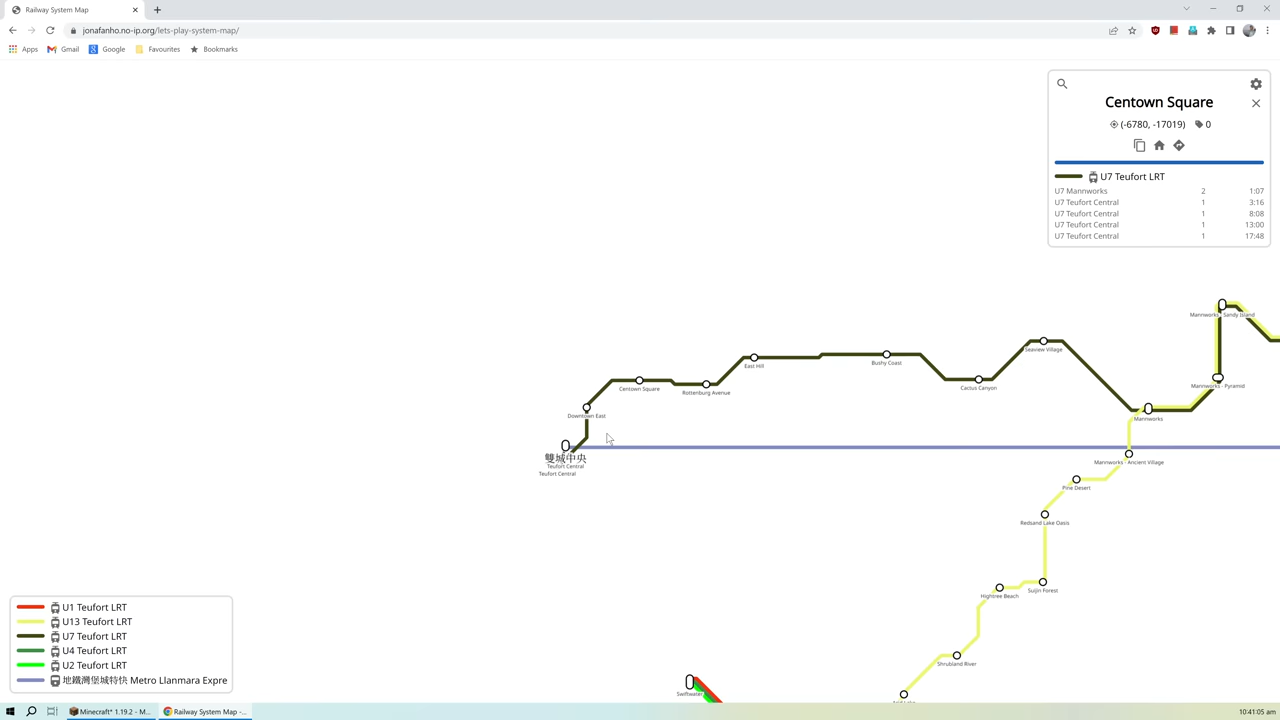 Railway System Map
jonafanho.no-ip.org/lets-play-system-map/
Apps
Gmail
Google
Favourites
Bookmarks
Centown Square
(-6780, -17019)
0
U7 Teufort LRT
U7 Mannworks 2 1:07
U7 Teufort Central 1 3:16
U7 Teufort Central 1 8:08
U7 Teufort Central 1 13:00
U7 Teufort Central 1 17:48
Mannworks - Sandy Island
Seaview Village
Bushy Coast
East Hill
Mannworks - Pyramid
Cactus Canyon
Centown Square
Rottenburg Avenue
Downtown East
Mannworks
雙城中央
Teufort Central
Teufort Central
Mannworks - Ancient Village
Pine Desert
Redsand Lake Oasis
Suijin Forest
Hightree Beach
Shrubland River
Swiftwater
U1 Teufort LRT
U13 Teufort LRT
U7 Teufort LRT
U4 Teufort LRT
U2 Teufort LRT
地鐵灣堡城特快 Metro Llanmara Expre
Minecraft* 1.19.2 - M...
Railway System Map -...
10:41:05 am